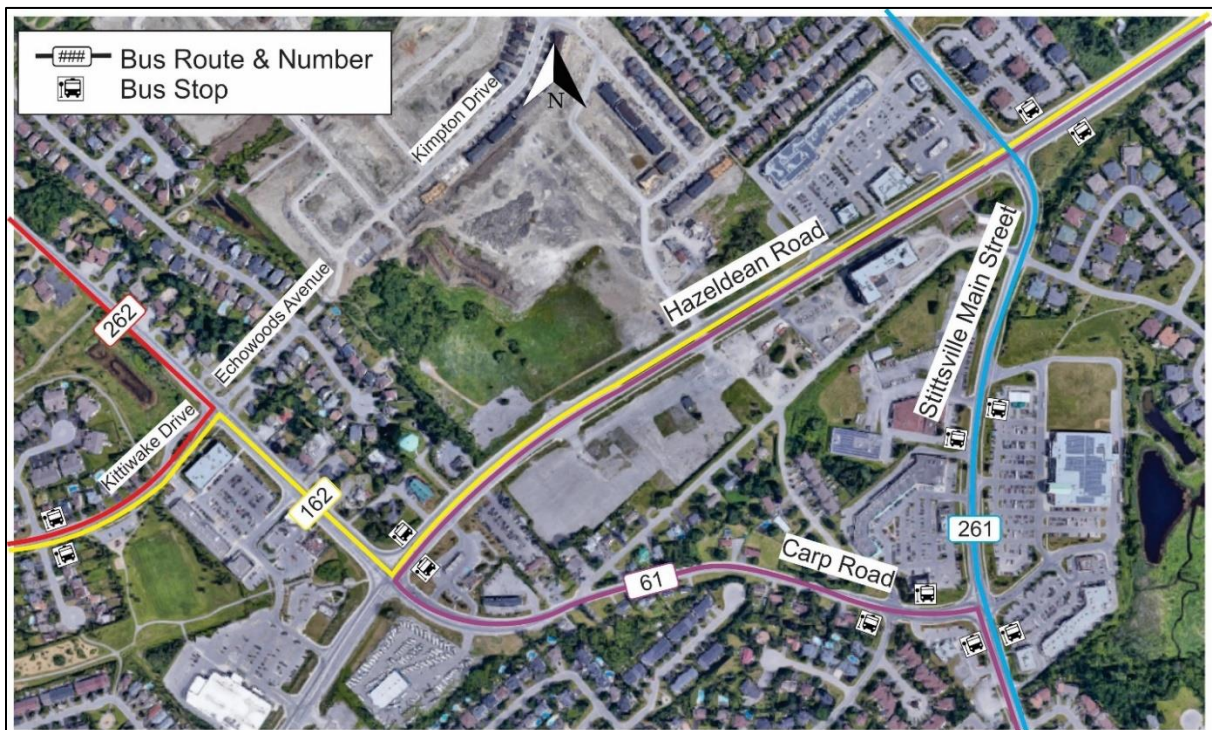 ### Bus Route & Number
Bus Stop
N
Kimpton Drive
Hazeldean Road
Stittsville Main Street
Echowoods Avenue
262
Kittiwake Drive
162
261
61
Carp Road